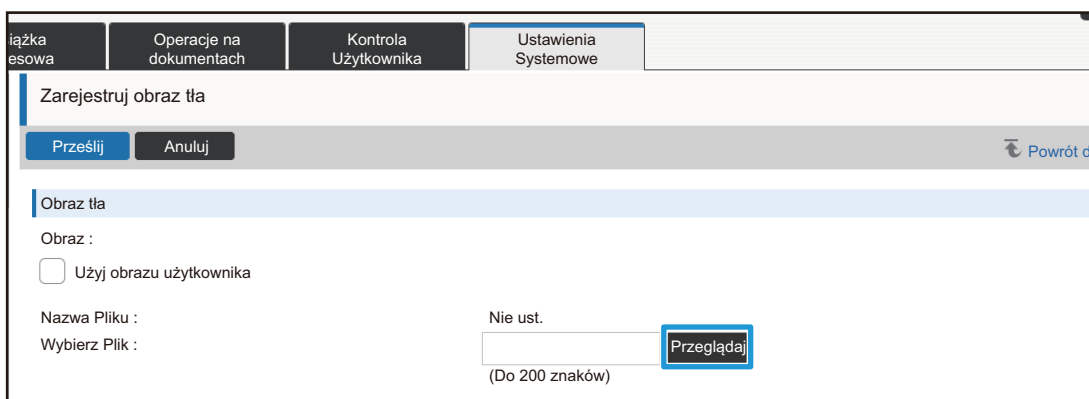 iążka
esowa
Operacje na
dokumentach
Kontrola
Użytkownika
Ustawienia
Systemowe
Zarejestruj obraz tła
Prześlij
Anuluj
Powrót d
Obraz tła
Obraz :
Użyj obrazu użytkownika
Nazwa Pliku :
Nie ust.
Wybierz Plik :
Przeglądaj
(Do 200 znaków)